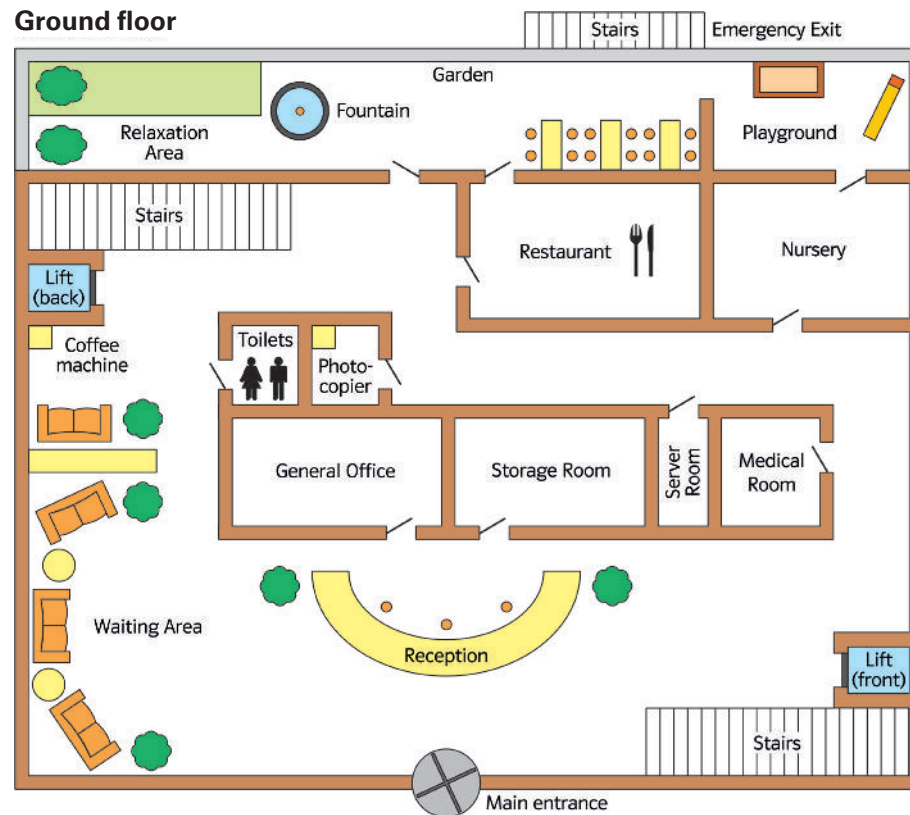 Ground floor
Stairs
Emergency Exit
Garden
Fountain
Relaxation
Area
Playground
Stairs
Restaurant
Nursery
Lift
(back)
Coffee
machine
Toilets
Photo-
copier
General Office
Storage Room
Server
Room
Medical
Room
Waiting Area
Reception
Lift
(front)
Stairs
Main entrance